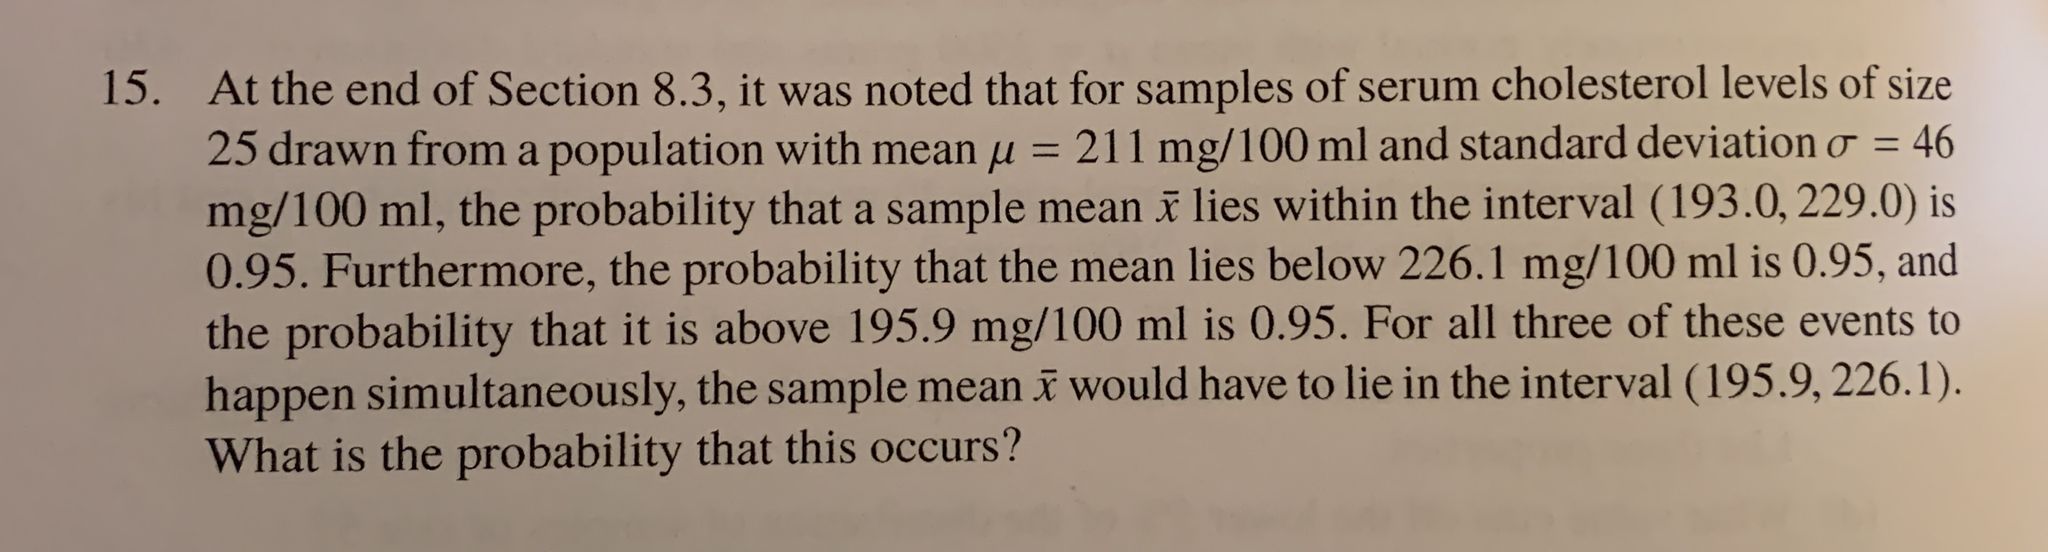 15. At the end of Section 8.3, it was noted that for samples of serum cholesterol levels of size
25 drawn from a population with mean μ = 211 mg/100 ml and standard deviation σ = 46
mg/100 ml, the probability that a sample mean x̄ lies within the interval (193.0, 229.0) is
0.95. Furthermore, the probability that the mean lies below 226.1 mg/100 ml is 0.95, and
the probability that it is above 195.9 mg/100 ml is 0.95. For all three of these events to
happen simultaneously, the sample mean x̄ would have to lie in the interval (195.9, 226.1).
What is the probability that this occurs?